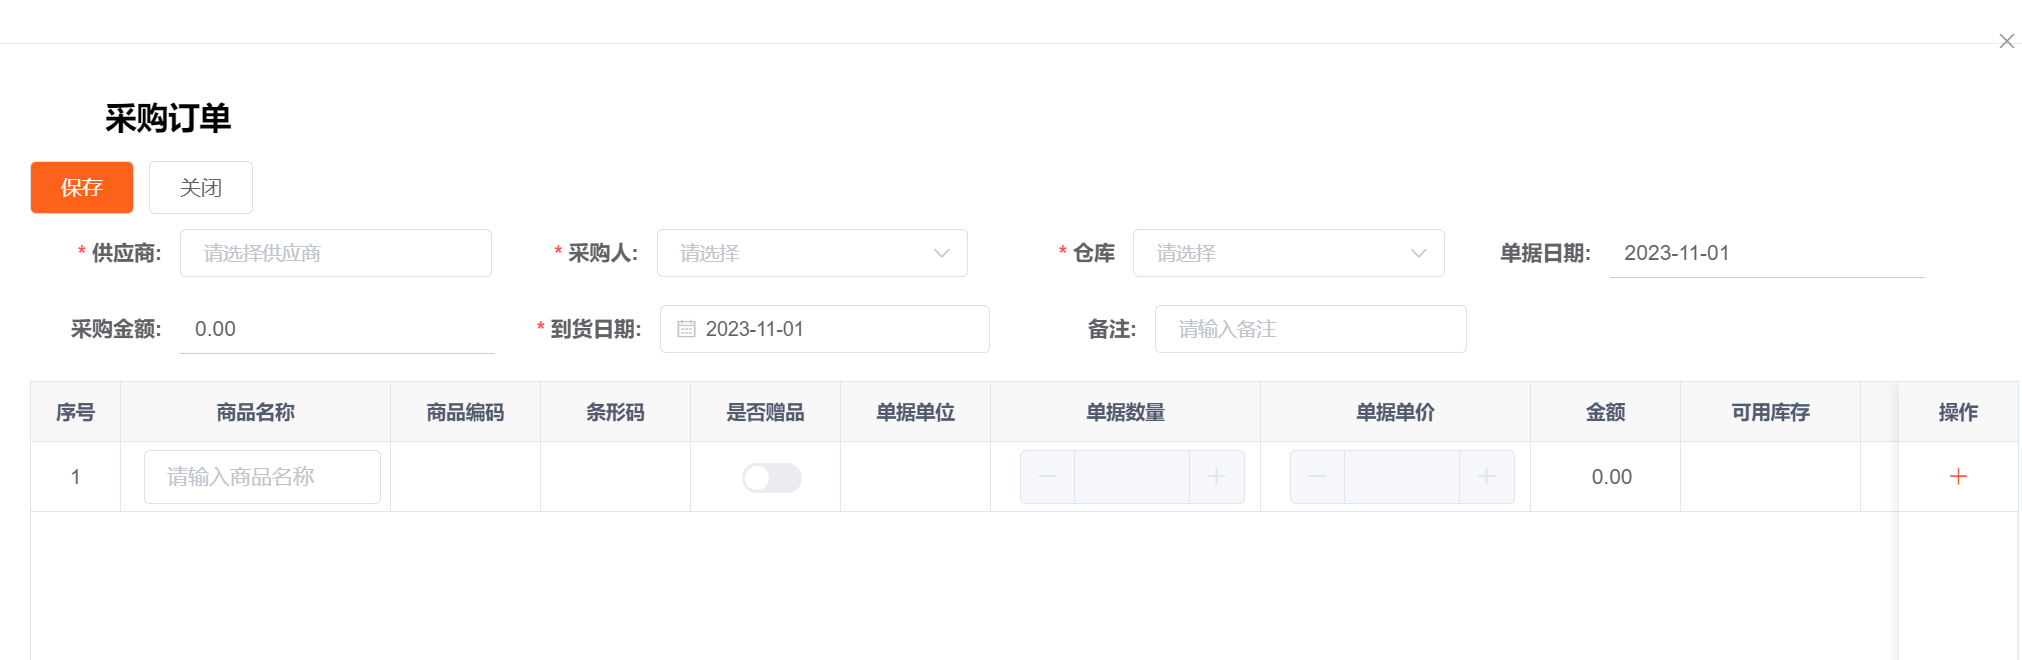 采购订单
保存 关闭
* 供应商: 请选择供应商 * 采购人: 请选择 * 仓库 请选择 单据日期: 2023-11-01
采购金额: 0.00 * 到货日期: 2023-11-01 备注: 请输入备注
序号 商品名称 商品编码 条形码 是否赠品 单据单位 单据数量 单据单价 金额 可用库存 操作
1 请输入商品名称 0.00